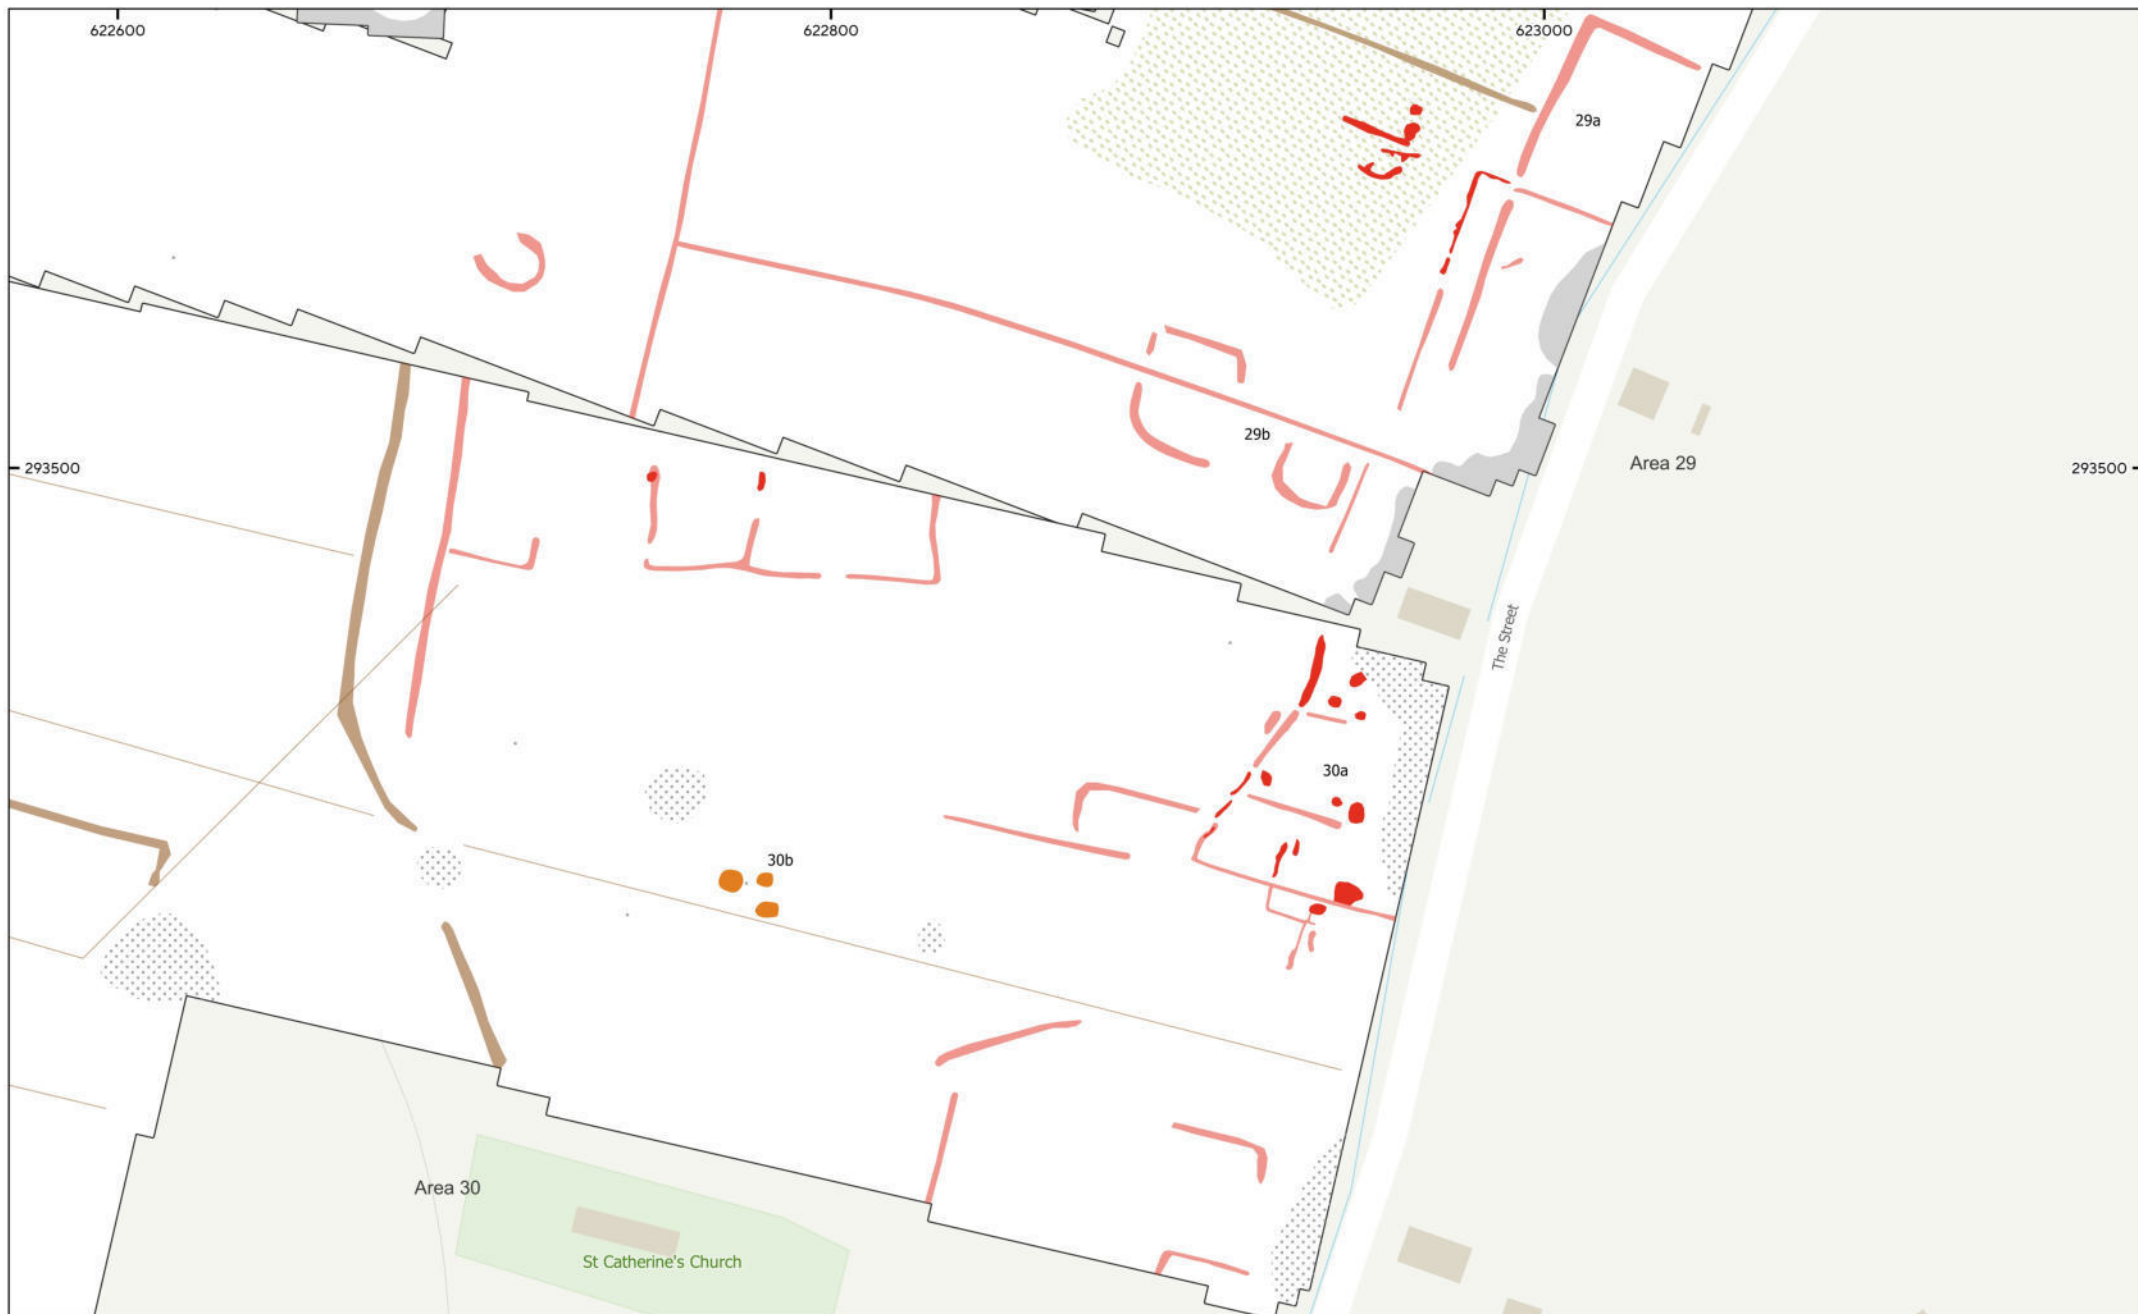 622600
622800
623000
29a
29b
293500
Area 29
293500
The Street
30a
30b
Area 30
St Catherine's Church